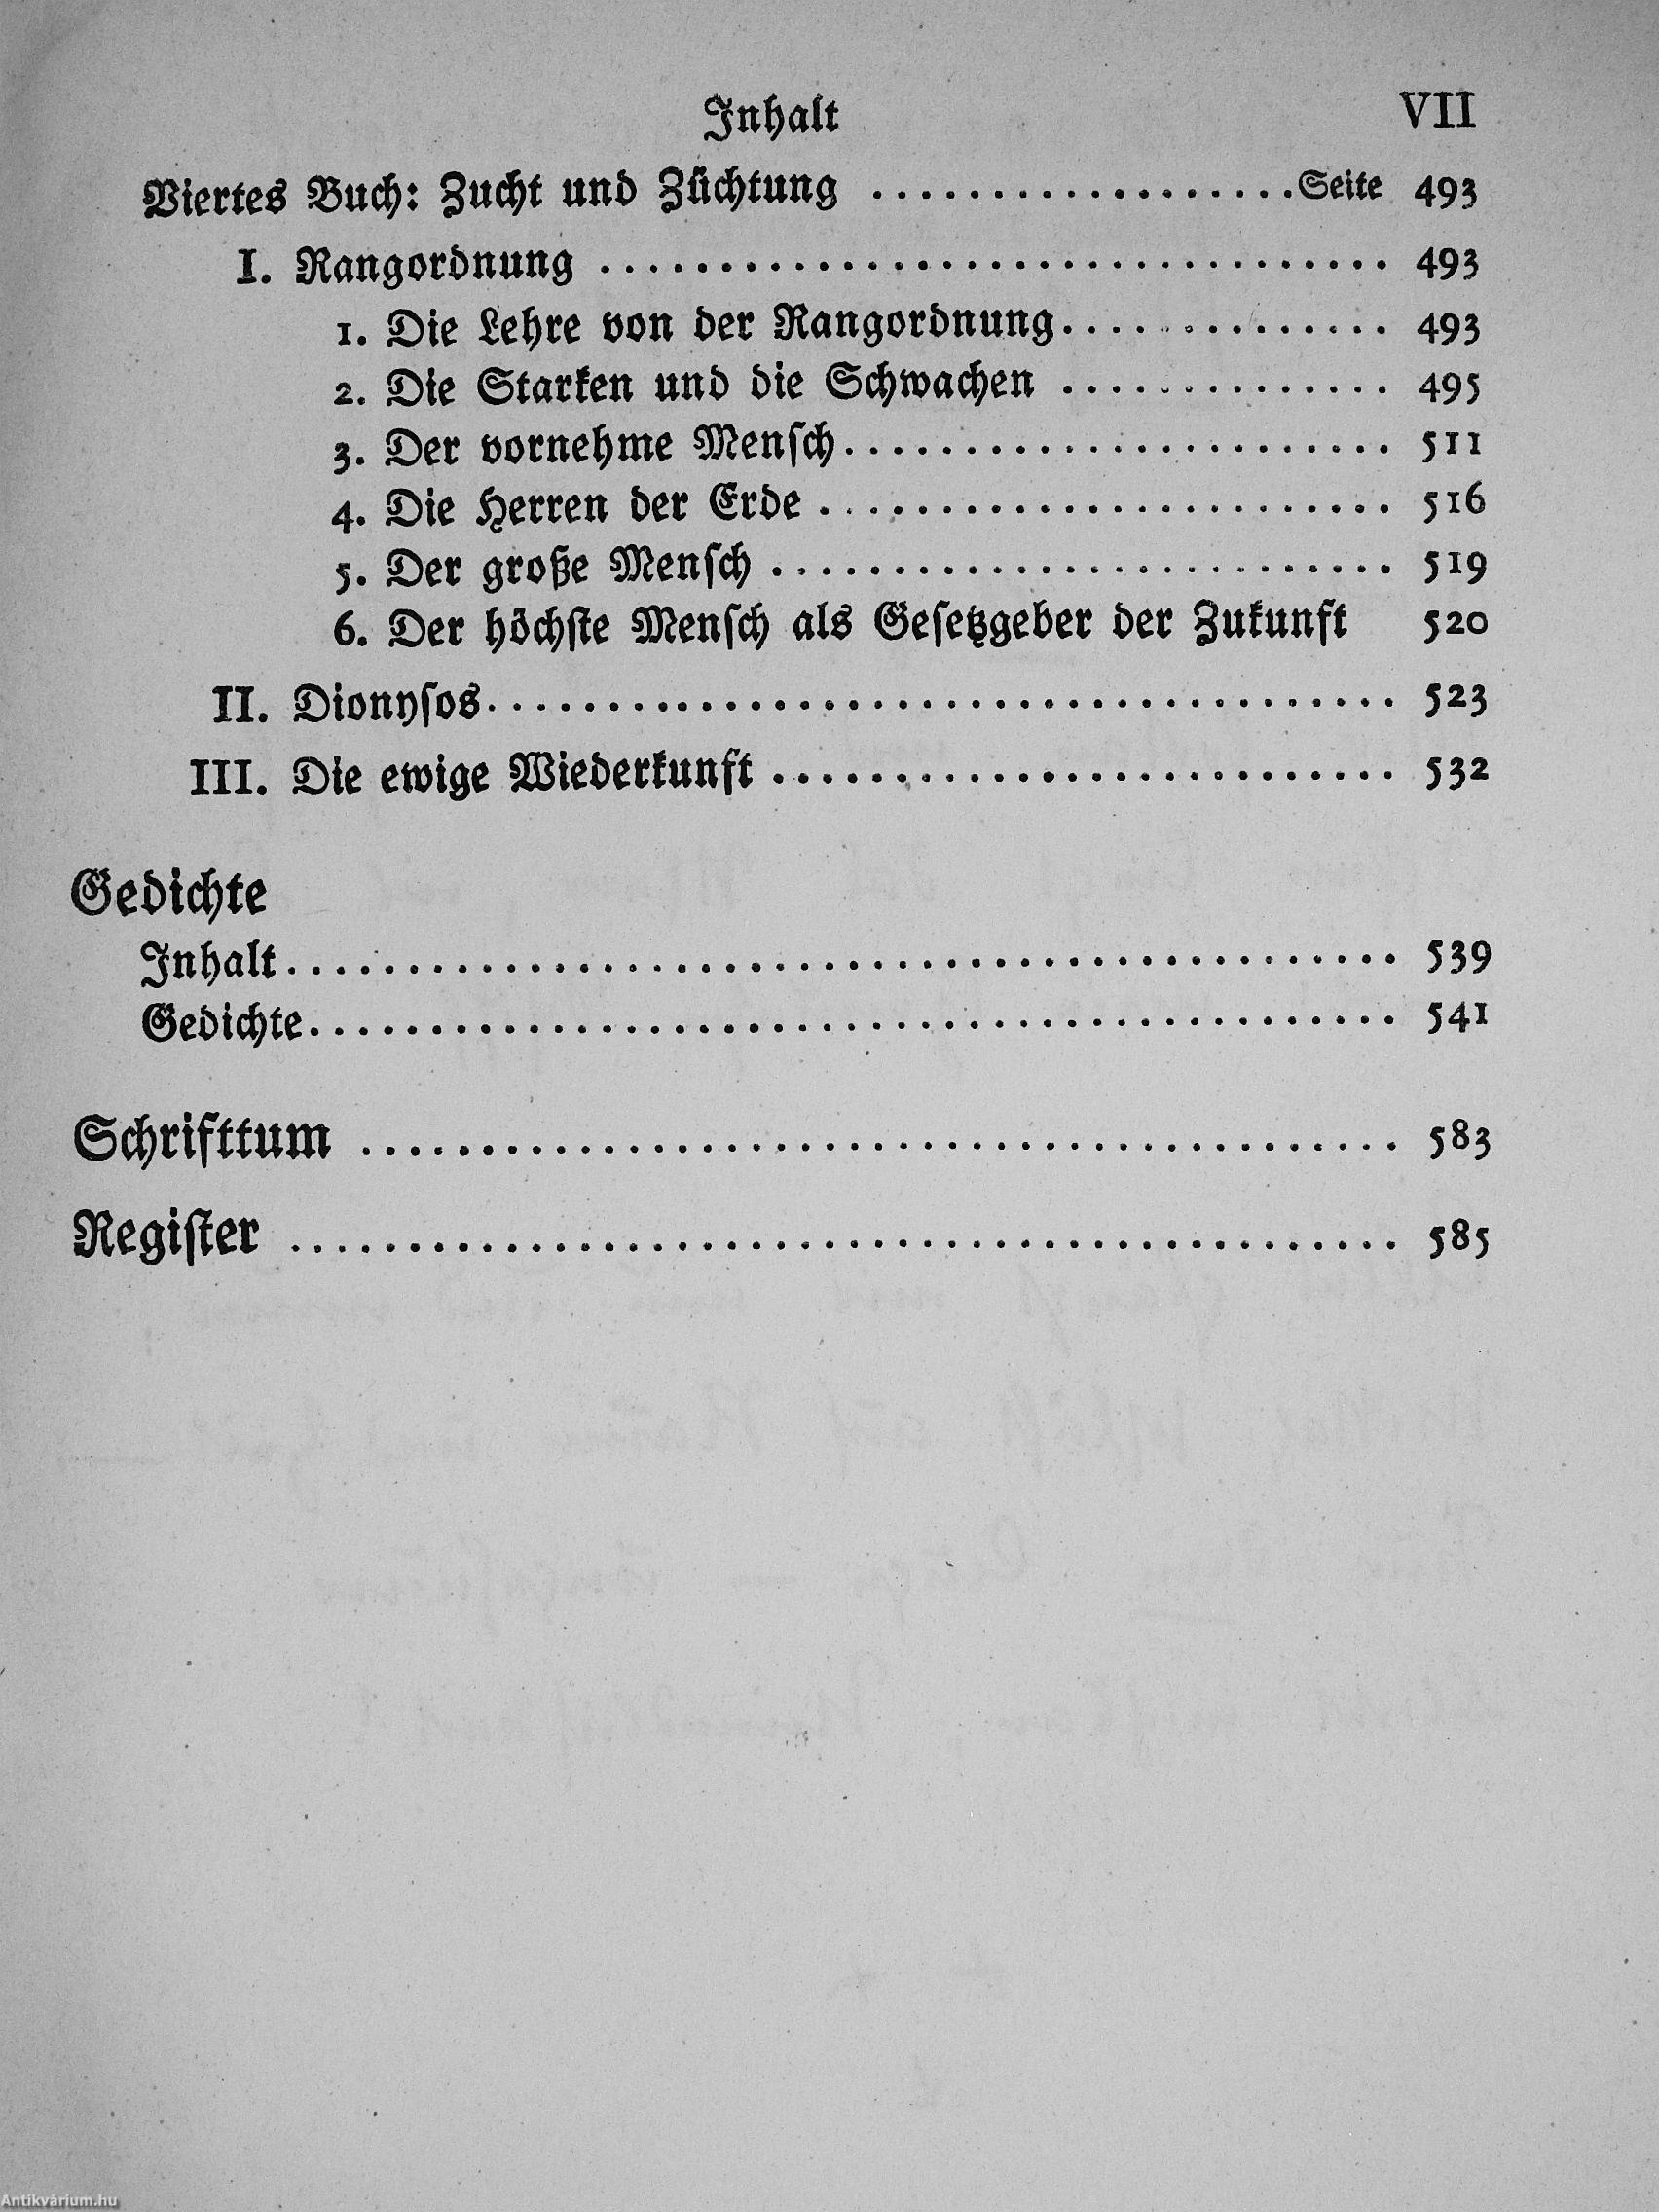 Inhalt VII
Viertes Buch: Zucht und Züchtung .................. Seite 493
I. Rangordnung ................................. 493
1. Die Lehre von der Rangordnung.............. 493
2. Die Starken und die Schwachen .............. 495
3. Der vornehme Menſch....................... 511
4. Die Herren der Erde ........................ 516
5. Der große Menſch .......................... 519
6. Der höchſte Menſch als Geſetzgeber der Zukunft 520
II. Dionyſos...................................... 523
III. Die ewige Wiederkunft .......................... 532
Gedichte
Inhalt.............................................. 539
Gedichte............................................. 541
Schrifttum ........................................... 583
Regiſter .............................................. 585
Antikvárium.hu